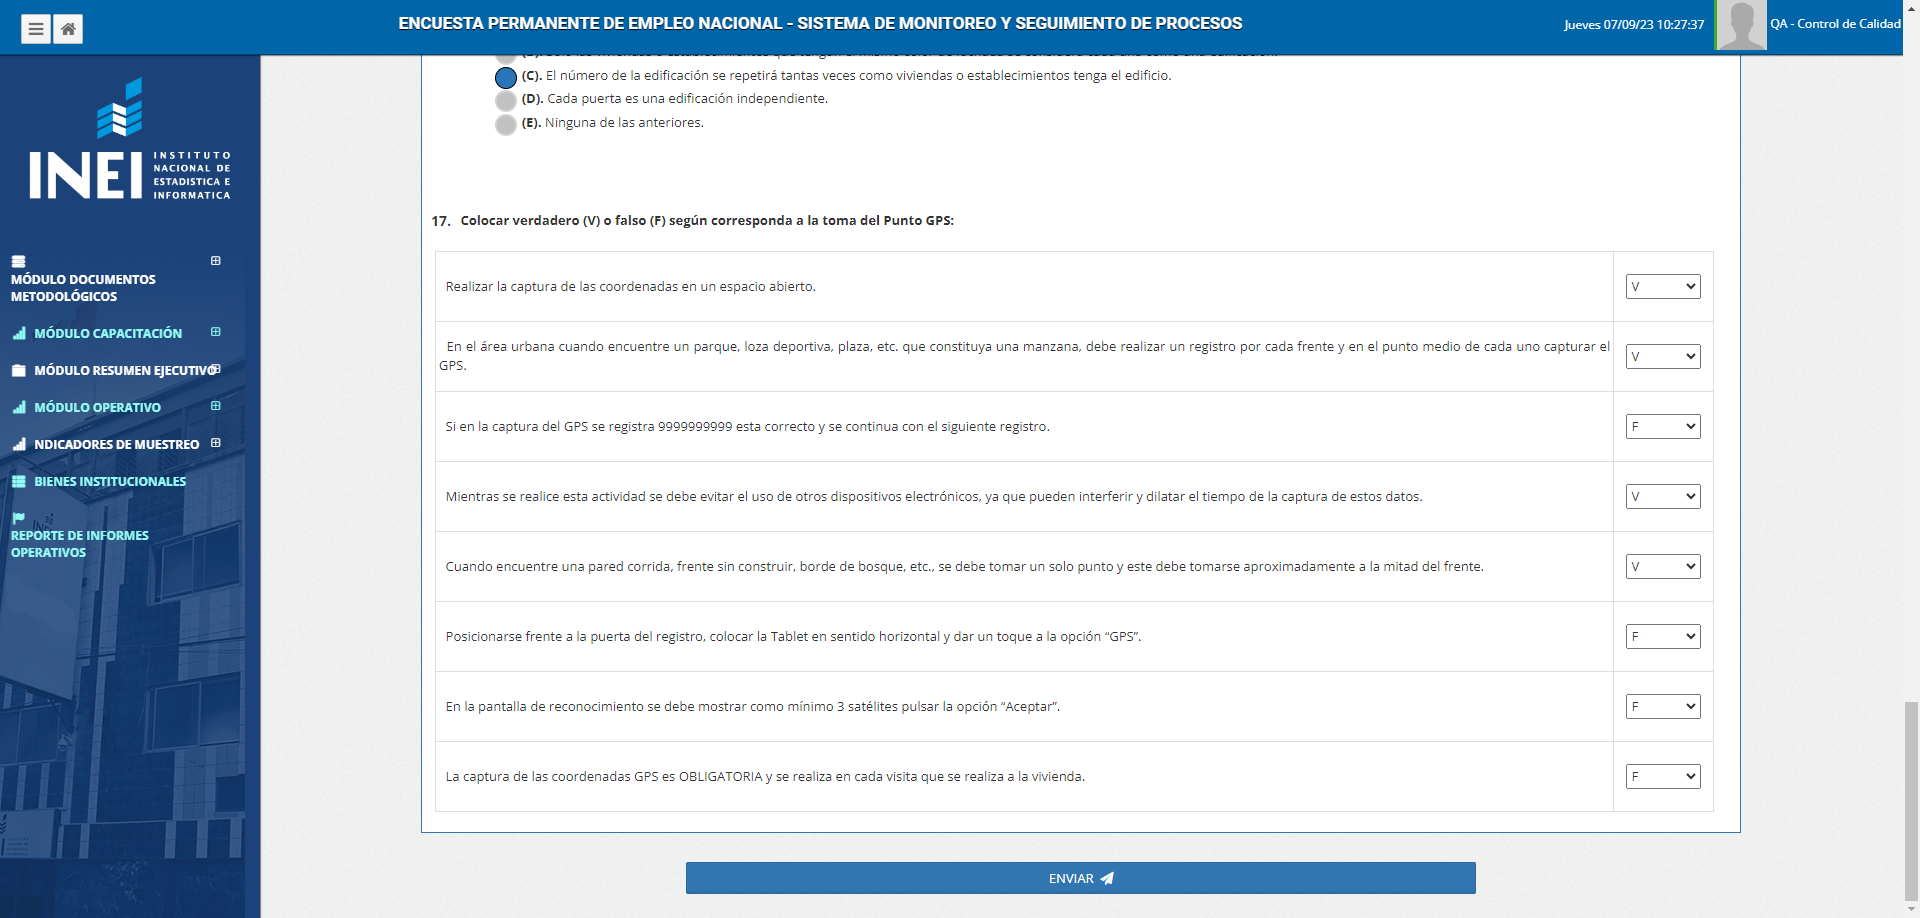 ENCUESTA PERMANENTE DE EMPLEO NACIONAL - SISTEMA DE MONITOREO Y SEGUIMIENTO DE PROCESOS
Jueves 07/09/23 10:27:37
QA - Control de Calidad
INEI
INSTITUTO
NACIONAL DE
ESTADISTICA E
INFORMATICA
MÓDULO DOCUMENTOS
METODOLÓGICOS
MÓDULO CAPACITACIÓN
MÓDULO RESUMEN EJECUTIVO
MÓDULO OPERATIVO
NDICADORES DE MUESTREO
BIENES INSTITUCIONALES
REPORTE DE INFORMES
OPERATIVOS
(C). El número de la edificación se repetirá tantas veces como viviendas o establecimientos tenga el edificio.
(D). Cada puerta es una edificación independiente.
(E). Ninguna de las anteriores.
17. Colocar verdadero (V) o falso (F) según corresponda a la toma del Punto GPS:
Realizar la captura de las coordenadas en un espacio abierto. V
En el área urbana cuando encuentre un parque, loza deportiva, plaza, etc. que constituya una manzana, debe realizar un registro por cada frente y en el punto medio de cada uno capturar el
GPS. V
Si en la captura del GPS se registra 9999999999 esta correcto y se continua con el siguiente registro. F
Mientras se realice esta actividad se debe evitar el uso de otros dispositivos electrónicos, ya que pueden interferir y dilatar el tiempo de la captura de estos datos. V
Cuando encuentre una pared corrida, frente sin construir, borde de bosque, etc., se debe tomar un solo punto y este debe tomarse aproximadamente a la mitad del frente. V
Posicionarse frente a la puerta del registro, colocar la Tablet en sentido horizontal y dar un toque a la opción “GPS”. F
En la pantalla de reconocimiento se debe mostrar como mínimo 3 satélites pulsar la opción “Aceptar”. F
La captura de las coordenadas GPS es OBLIGATORIA y se realiza en cada visita que se realiza a la vivienda. F
ENVIAR